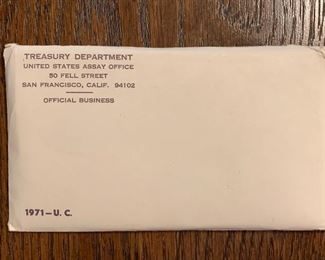 TREASURY DEPARTMENT
UNITED STATES ASSAY OFFICE
50 FELL STREET
SAN FRANCISCO, CALIF. 94102
OFFICIAL BUSINESS
1971-U. C.